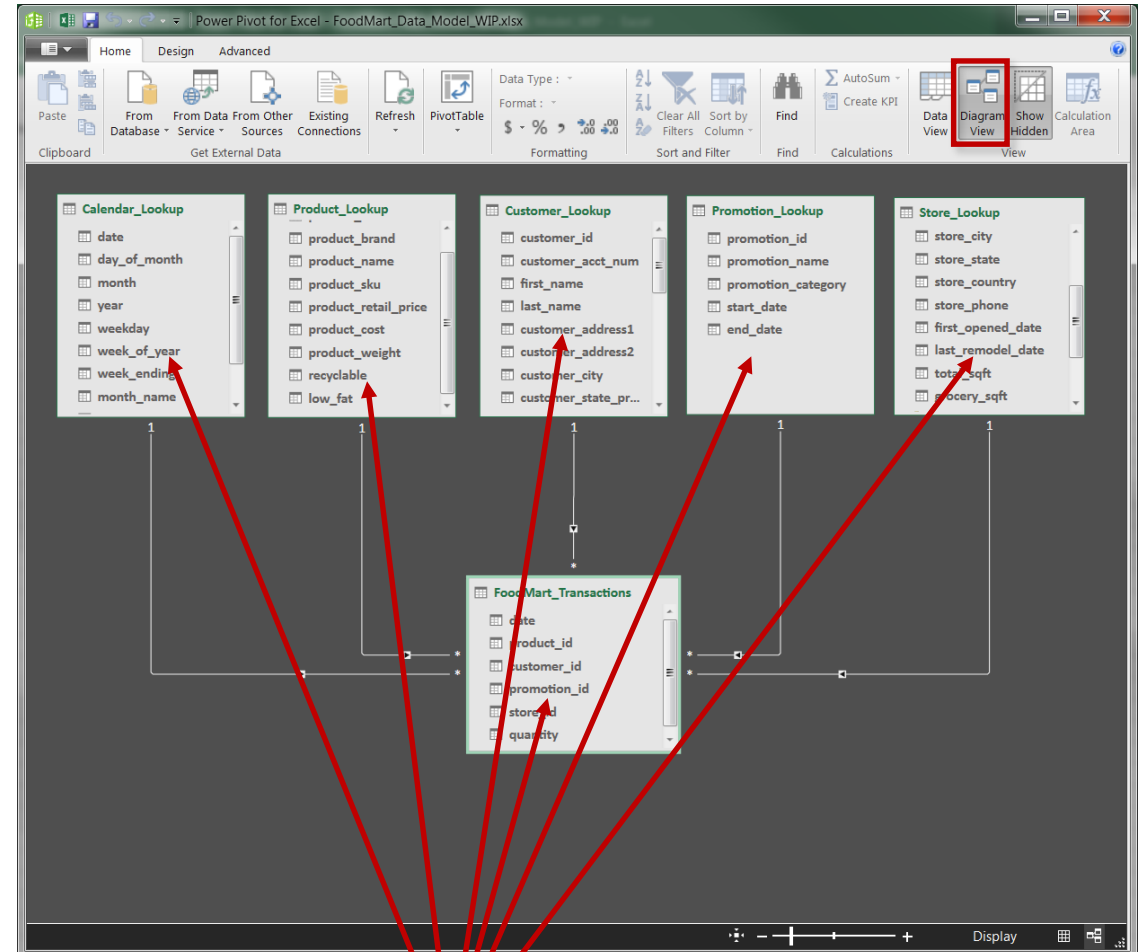 Power Pivot for Excel - FoodMart_Data_Model_WIP.xlsx
Home Design Advanced
Paste
Clipboard
From Database
From Data Service
From Other Sources
Existing Connections
Get External Data
Refresh
PivotTable
Data Type :
Format :
$ - % , .00
Formatting
Clear All Filters
Sort by Column
Sort and Filter
Find
Find
AutoSum
Create KPI
Calculations
Data View
Diagram View
Show Hidden
Calculation Area
View
Calendar_Lookup
date
day_of_month
month
year
weekday
week_of_year
week_ending
month_name
Product_Lookup
product_brand
product_name
product_sku
product_retail_price
product_cost
product_weight
recyclable
low_fat
Customer_Lookup
customer_id
customer_acct_num
first_name
last_name
customer_address1
customer_address2
customer_city
customer_state_pr...
Promotion_Lookup
promotion_id
promotion_name
promotion_category
start_date
end_date
Store_Lookup
store_city
store_state
store_country
store_phone
first_opened_date
last_remodel_date
total_sqft
grocery_sqft
1 1 1 1 1
*
FoodMart_Transactions
date
product_id
customer_id
promotion_id
store_id
quantity
* *
* *
- + Display